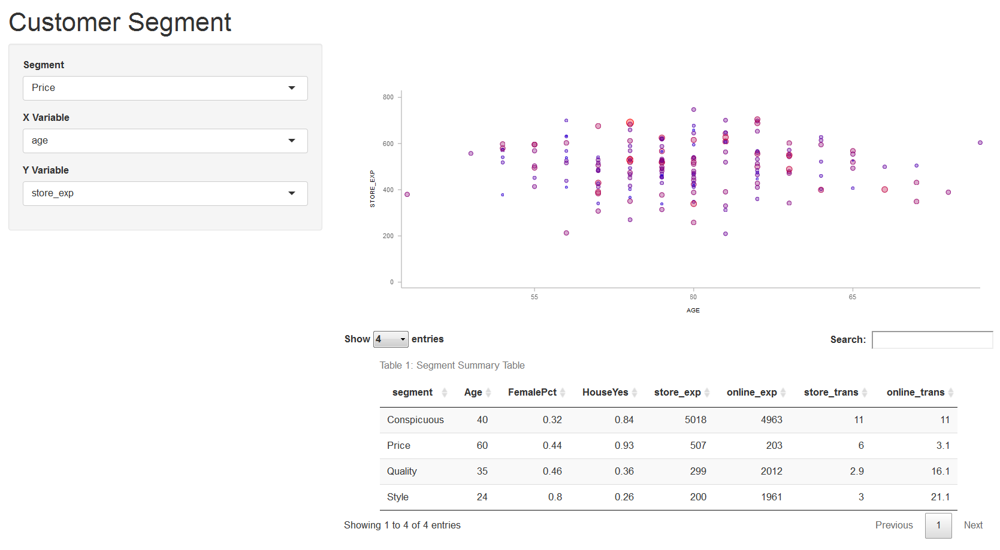 Customer Segment
Segment
Price
X Variable
age
Y Variable
store_exp
800
600
400
200
0
STORE_EXP
55 60 65
AGE
Show 4 entries Search:
Table 1: Segment Summary Table
segment Age FemalePct HouseYes store_exp online_exp store_trans online_trans
Conspicuous 40 0.32 0.84 5018 4963 11 11
Price 60 0.44 0.93 507 203 6 3.1
Quality 35 0.46 0.36 299 2012 2.9 16.1
Style 24 0.8 0.26 200 1961 3 21.1
Showing 1 to 4 of 4 entries Previous 1 Next